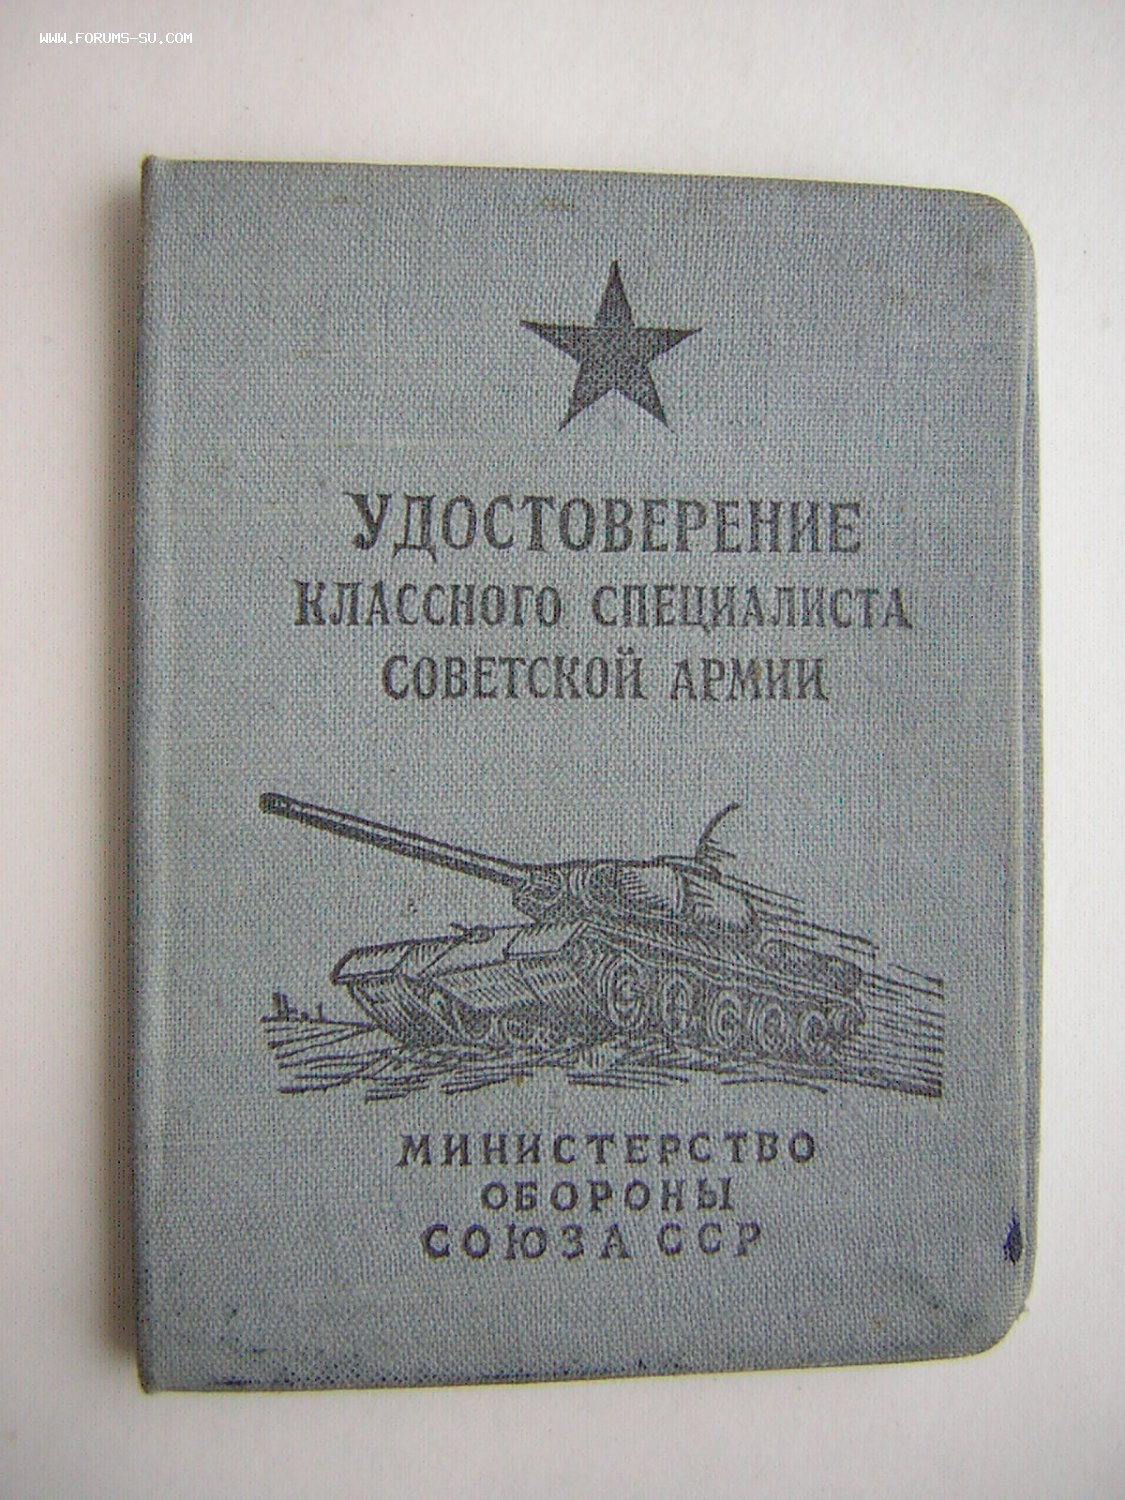 WWW.FORUMS-SU.COM
УДОСТОВЕРЕНИЕ
КЛАССНОГО СПЕЦИАЛИСТА
СОВЕТСКОЙ АРМИИ
МИНИСТЕРСТВО
ОБОРОНЫ
СОЮЗА ССР